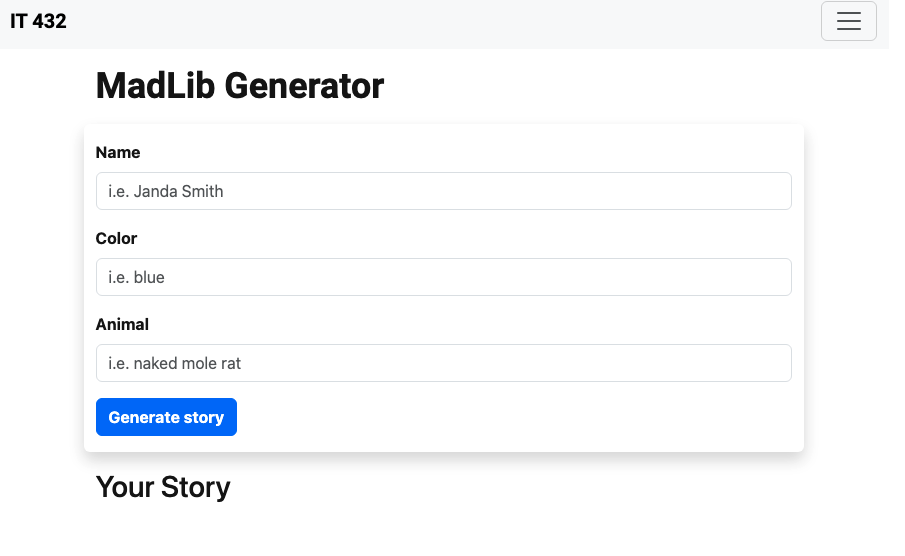 IT 432
MadLib Generator
Name
i.e. Janda Smith
Color
i.e. blue
Animal
i.e. naked mole rat
Generate story
Your Story